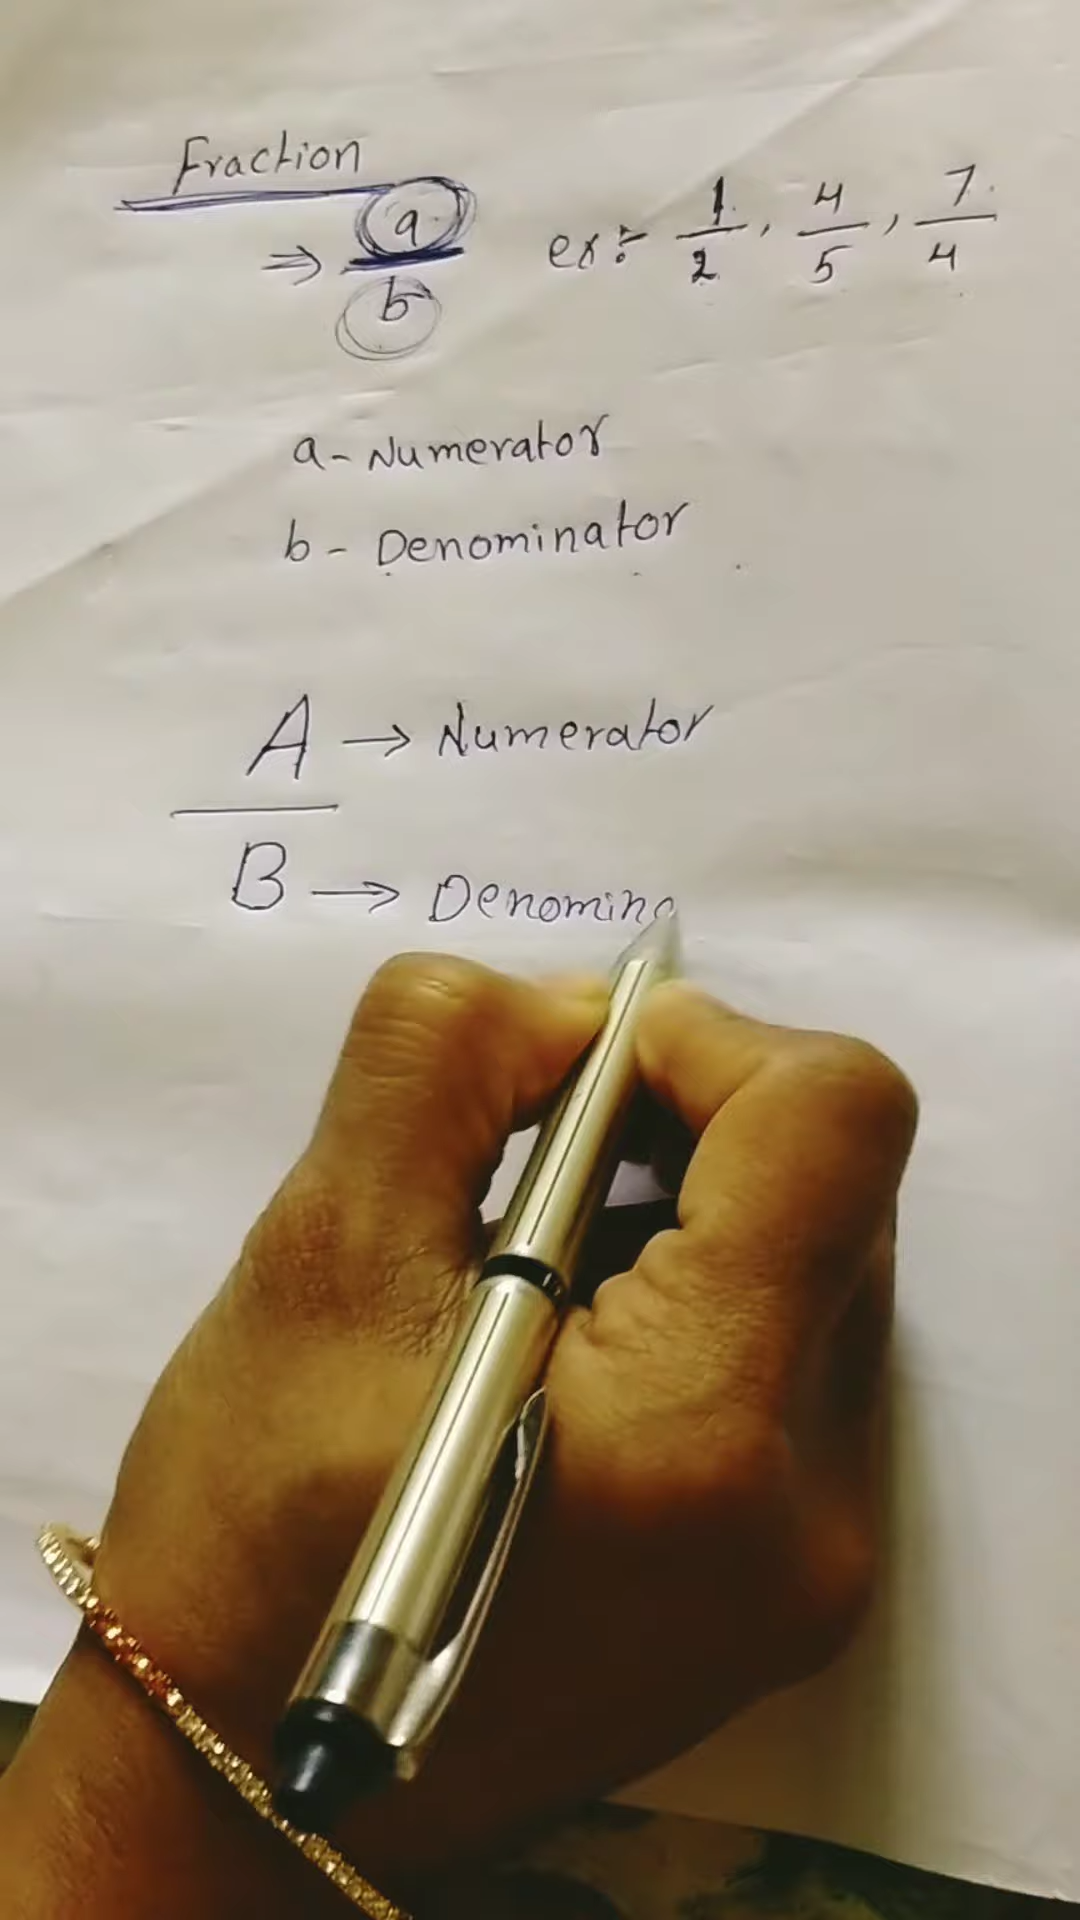 Fraction
⇒ a/b ex:- 1/2, 4/5, 7/4
a - Numerator
b - Denominator
A → Numerator
B → Denomina